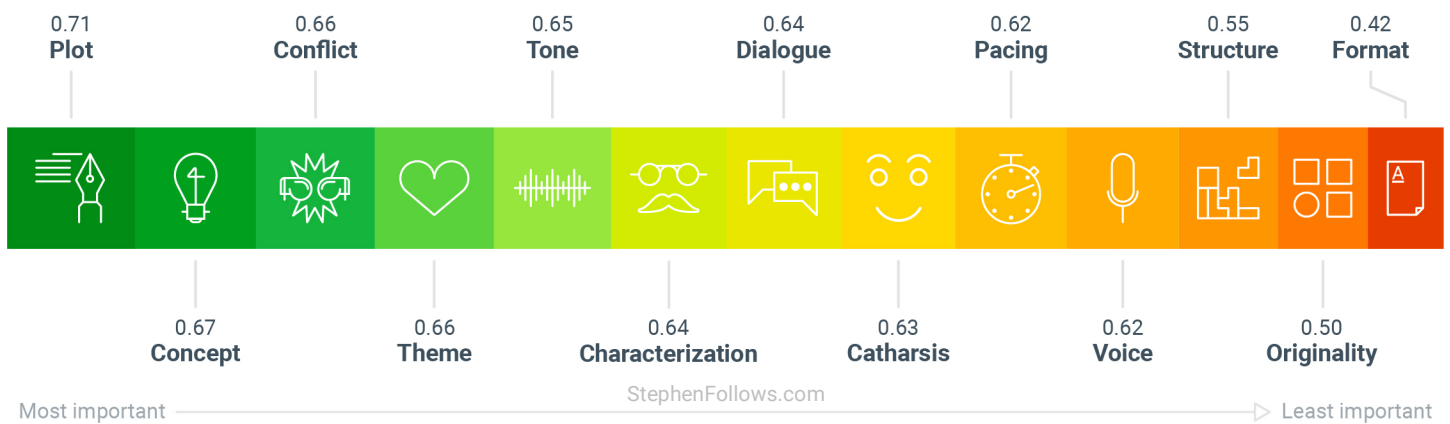 0.71 0.66 0.65 0.64 0.62 0.55 0.42
Plot Conflict Tone Dialogue Pacing Structure Format
A
0.67 0.66 0.64 0.63 0.62 0.50
Concept Theme Characterization Catharsis Voice Originality
StephenFollows.com
Most important Least important